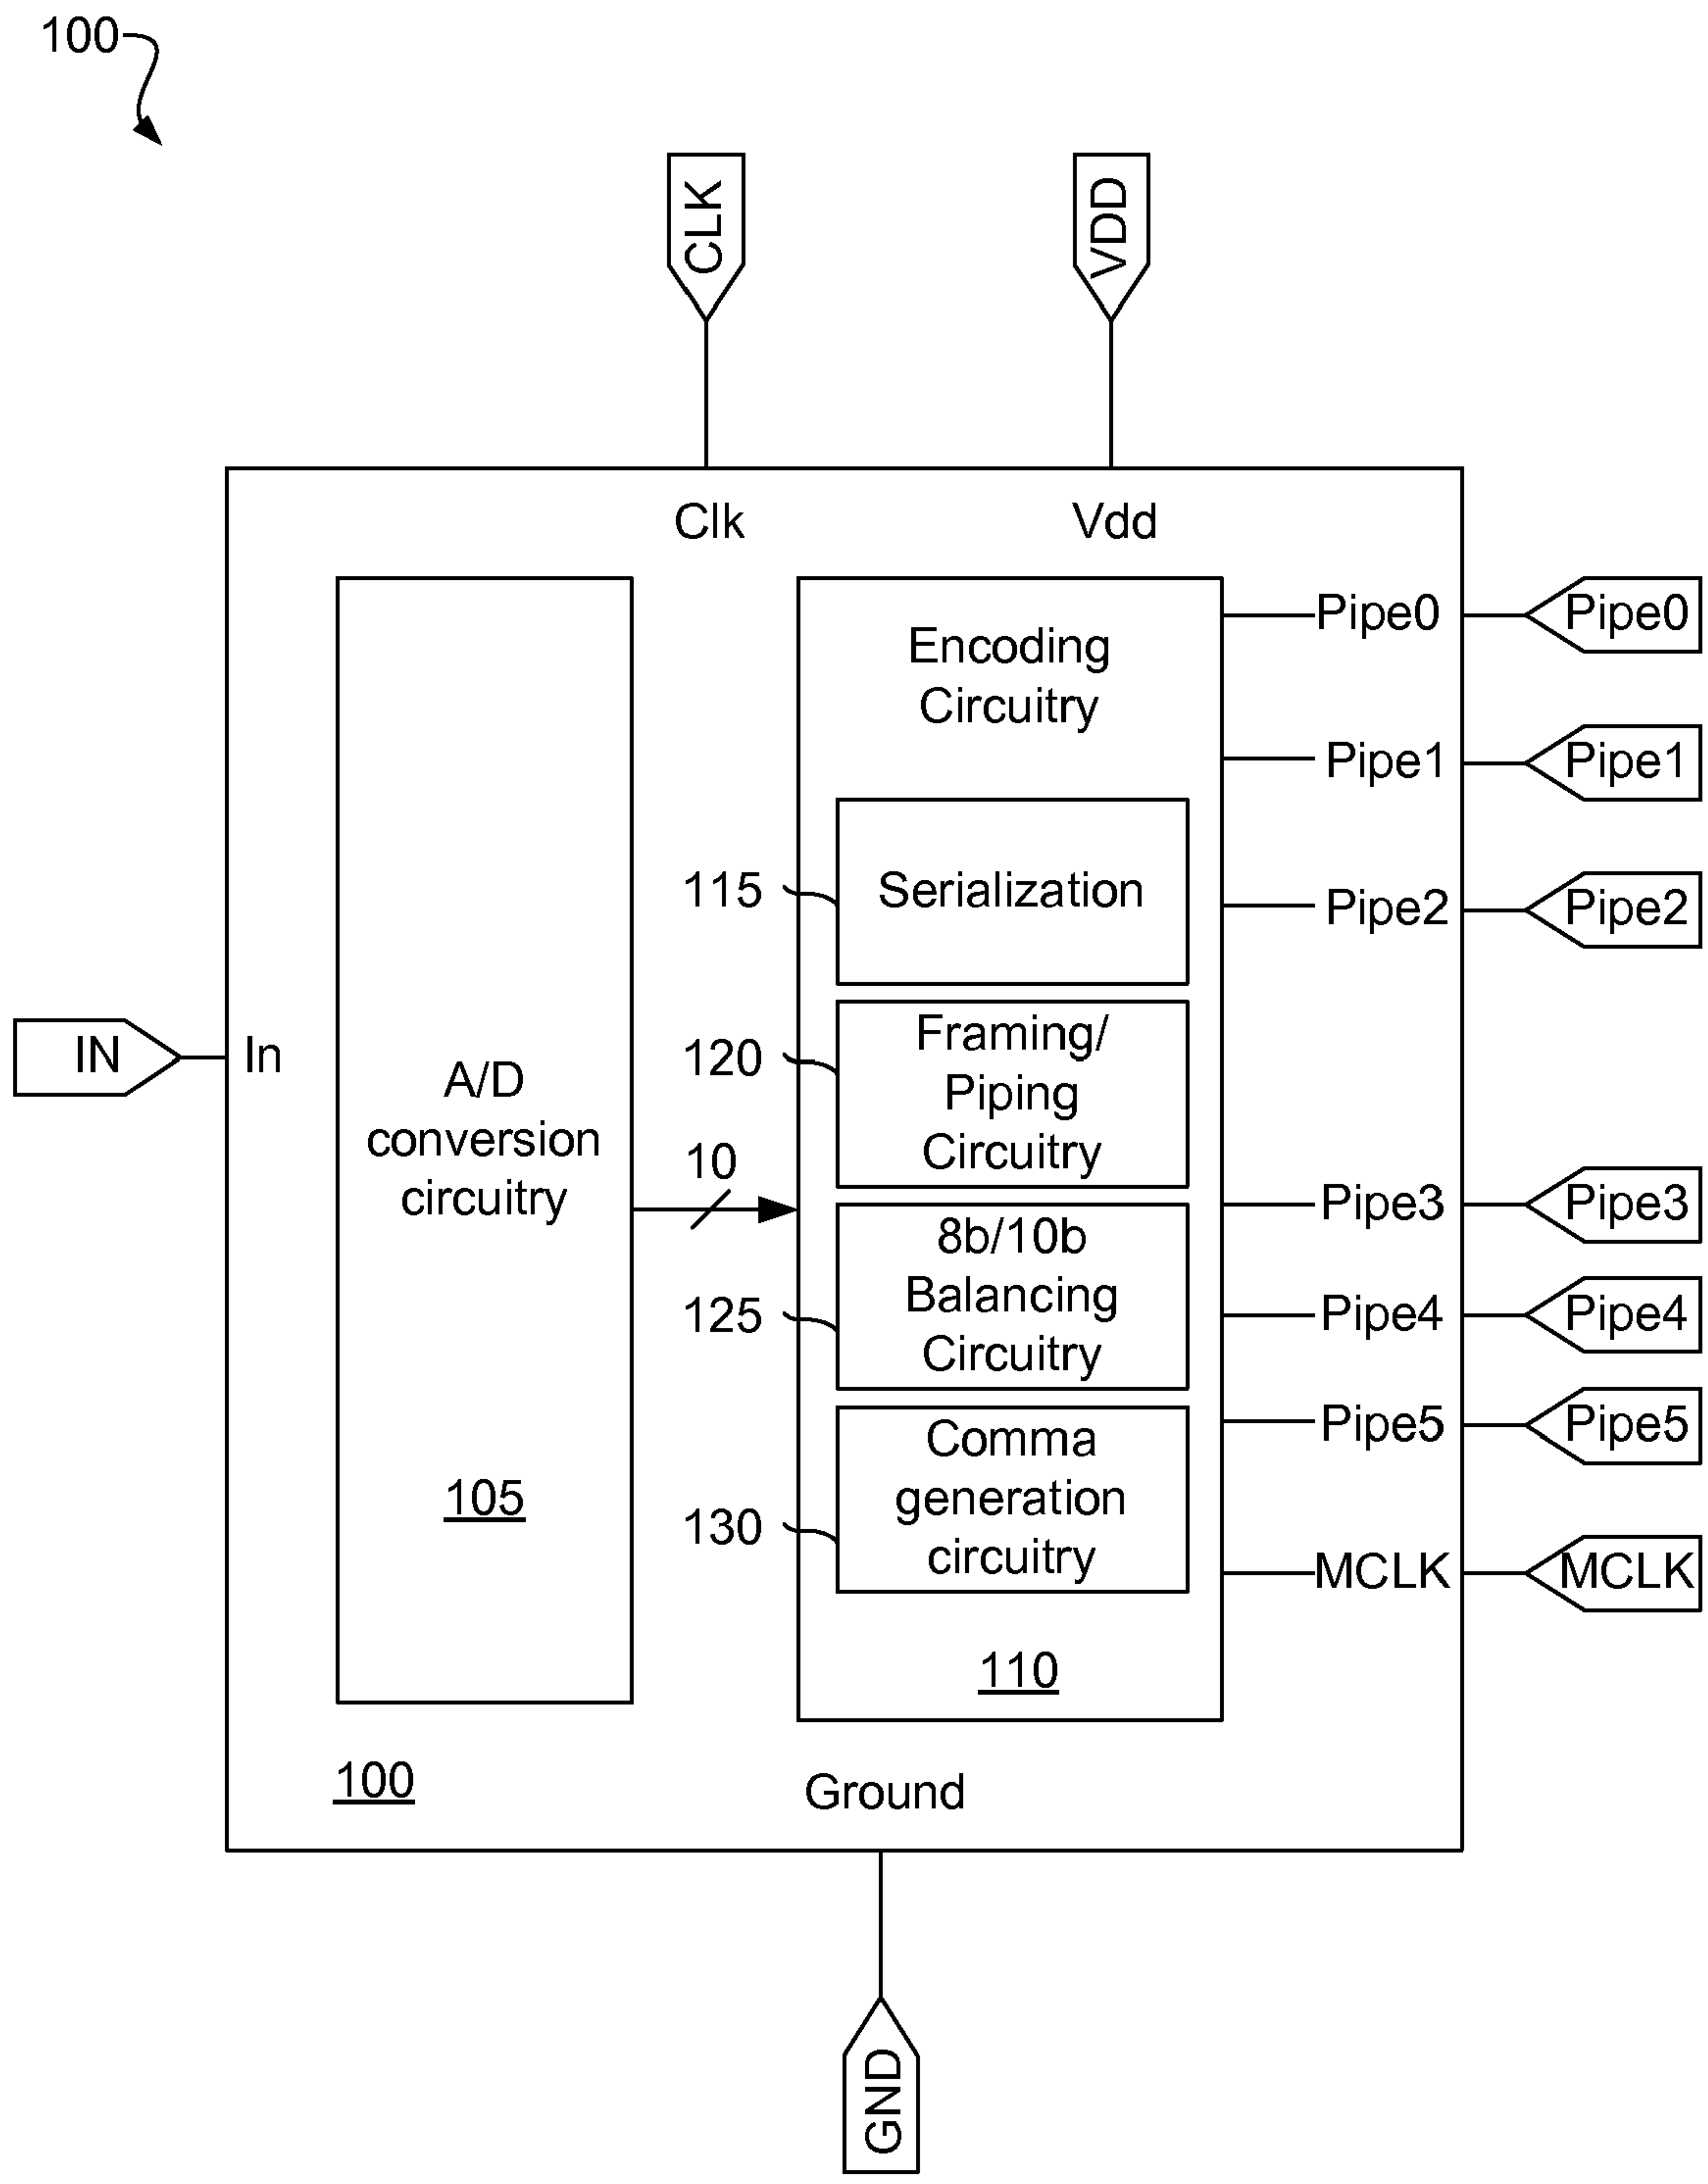 100
CLK
VDD
Clk
Vdd
Encoding
Circuitry
Pipe0
Pipe0
Pipe1
Pipe1
115
Serialization
Pipe2
Pipe2
IN
In
A/D
conversion
circuitry
105
10
120
Framing/
Piping
Circuitry
Pipe3
Pipe3
125
8b/10b
Balancing
Circuitry
Pipe4
Pipe4
130
Comma
generation
circuitry
Pipe5
Pipe5
MCLK
MCLK
110
100
Ground
GND